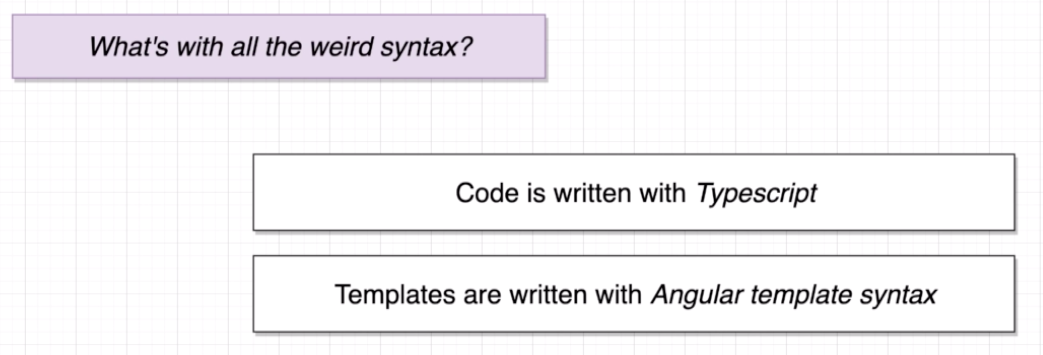 What's with all the weird syntax?
Code is written with Typescript
Templates are written with Angular template syntax